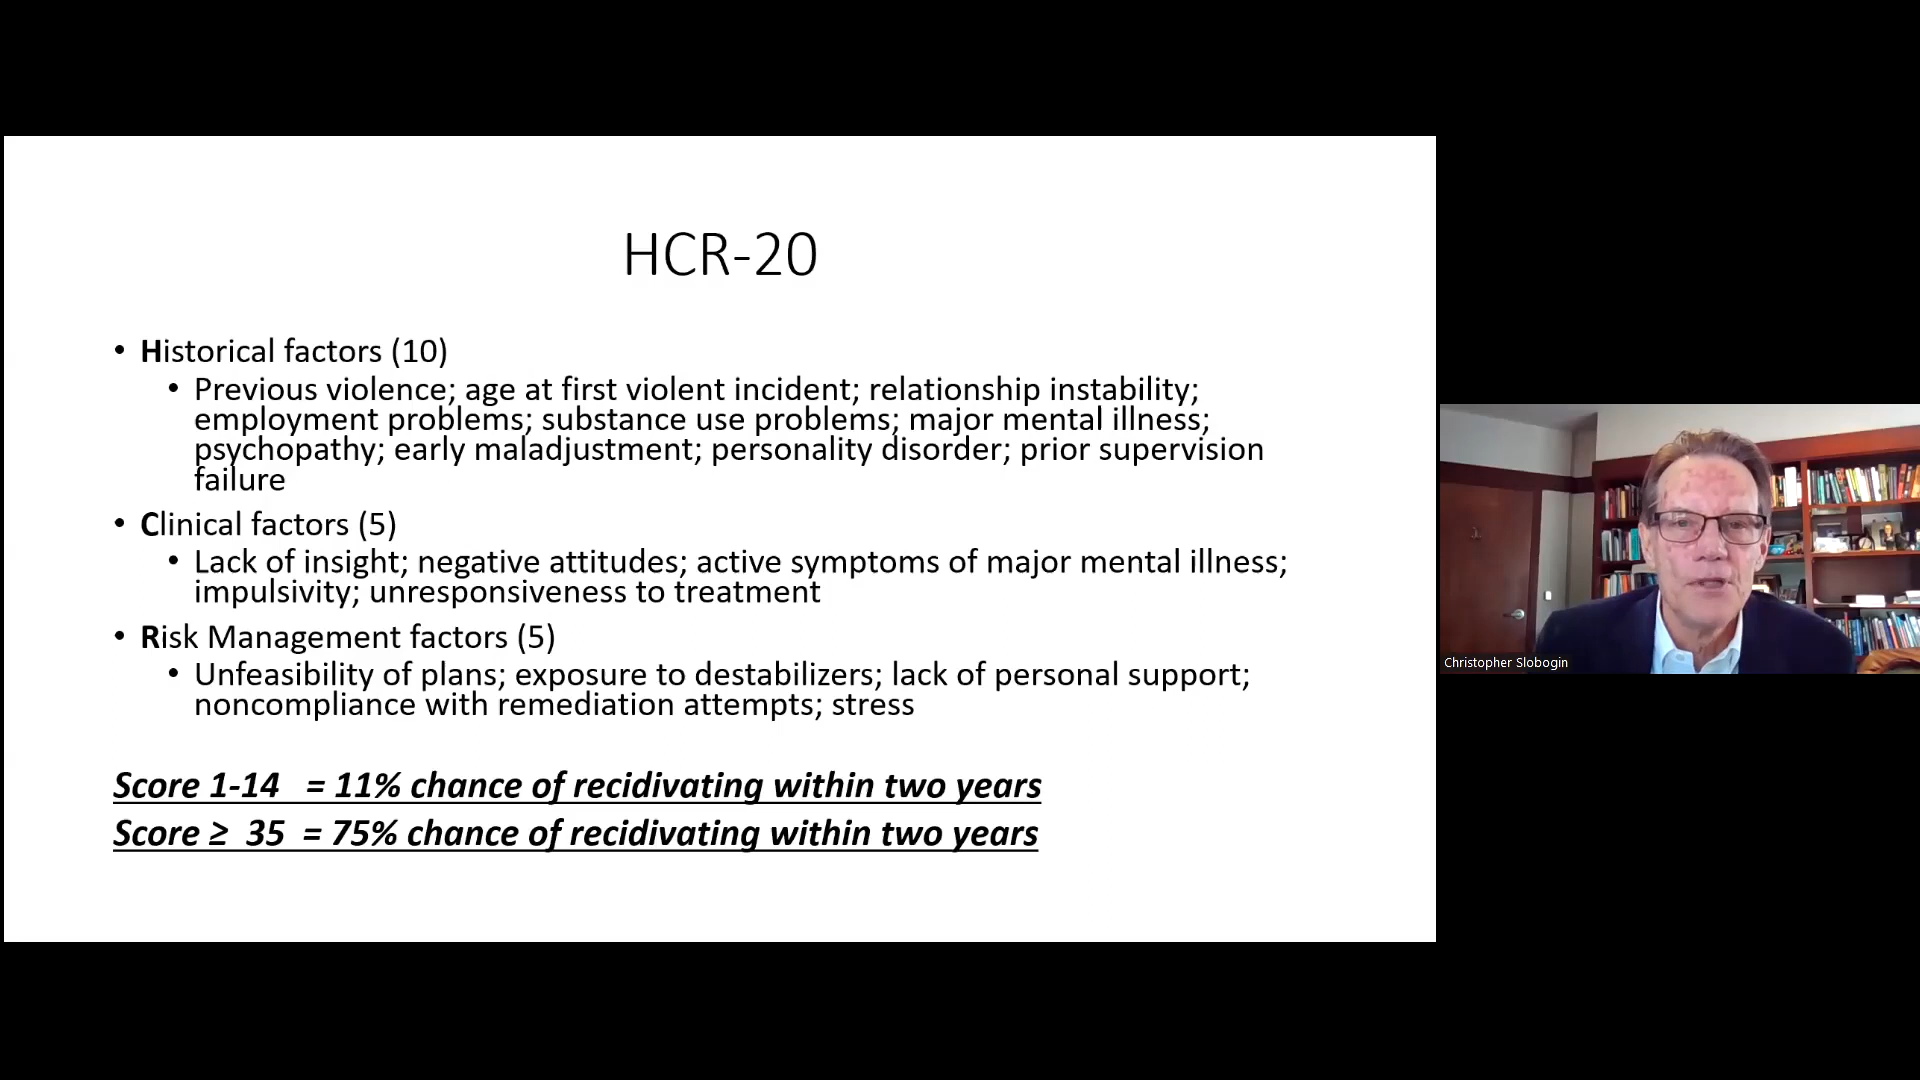 HCR-20
• Historical factors (10)
• Previous violence; age at first violent incident; relationship instability;
employment problems; substance use problems; major mental illness;
psychopathy; early maladjustment; personality disorder; prior supervision
failure
• Clinical factors (5)
• Lack of insight; negative attitudes; active symptoms of major mental illness;
impulsivity; unresponsiveness to treatment
• Risk Management factors (5)
• Unfeasibility of plans; exposure to destabilizers; lack of personal support;
noncompliance with remediation attempts; stress
Score 1-14 = 11% chance of recidivating within two years
Score ≥ 35 = 75% chance of recidivating within two years
Christopher Slobogin